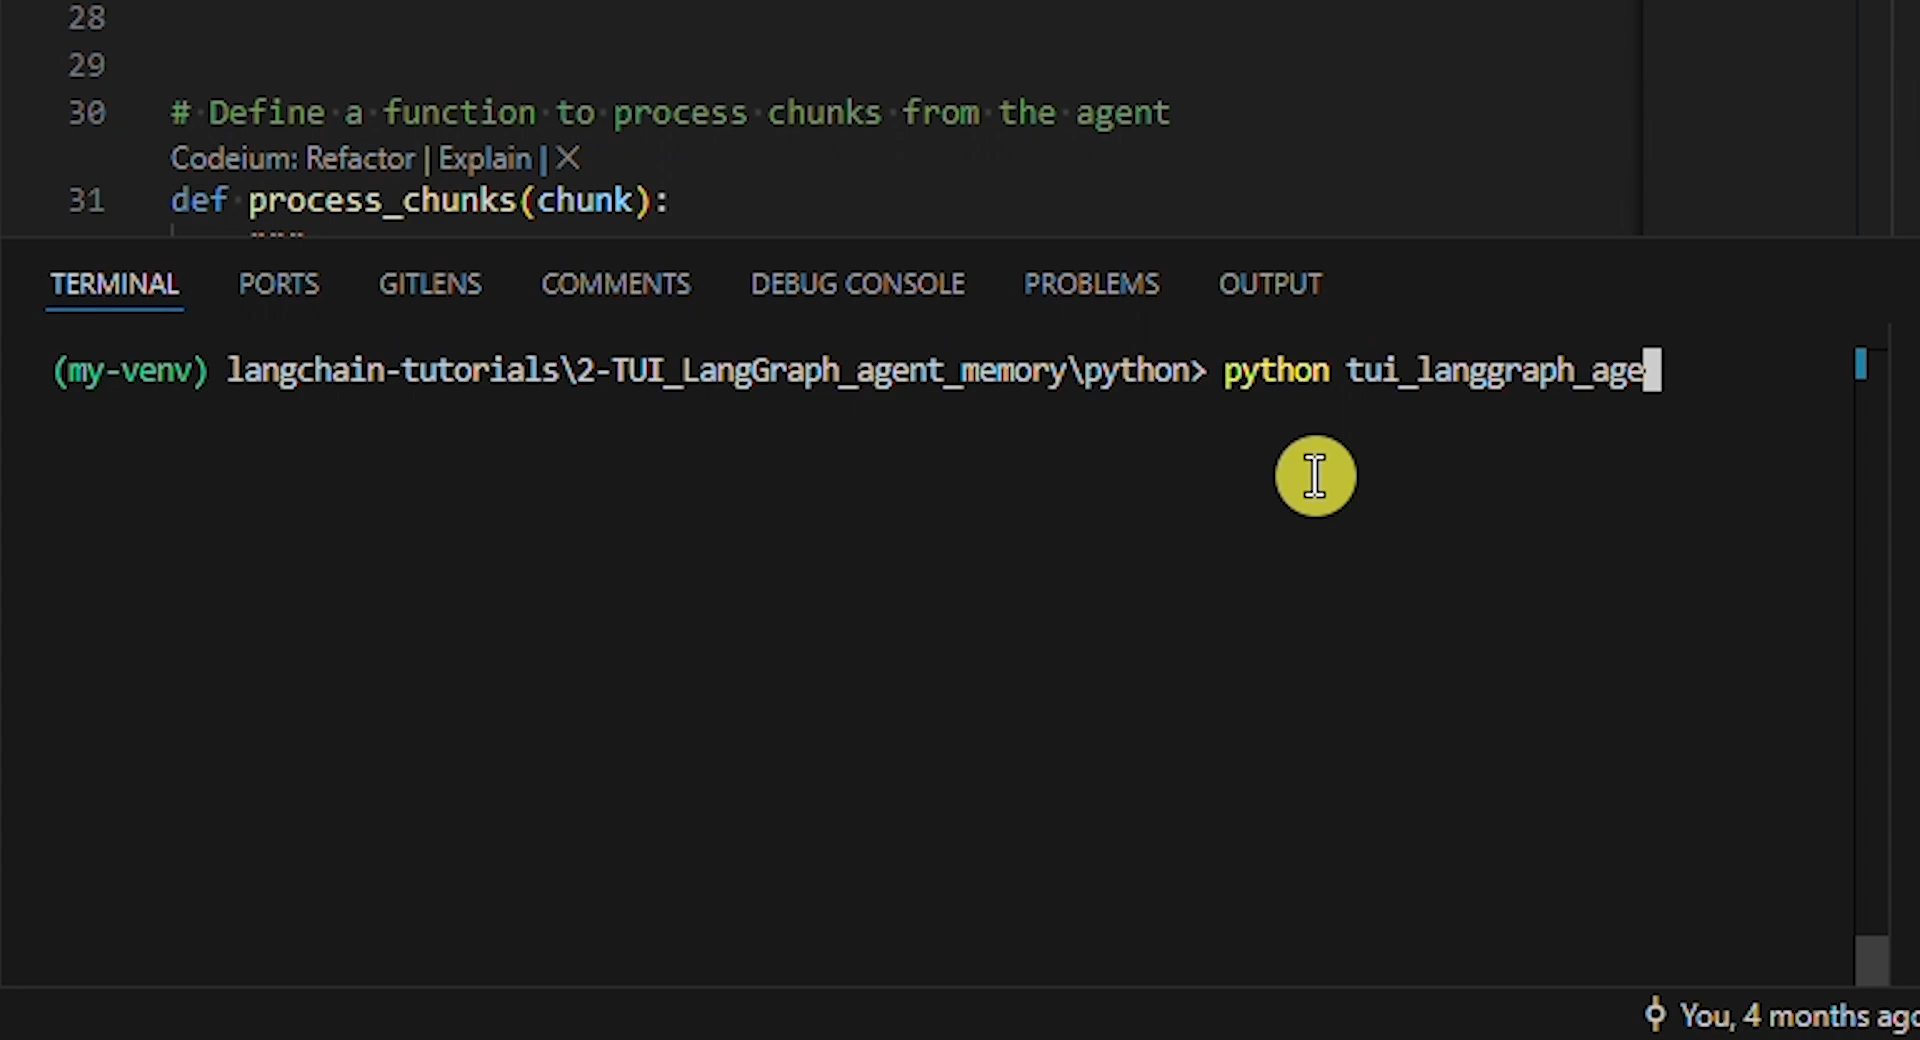 28
29
30 # Define a function to process chunks from the agent
Codeium: Refactor | Explain | X
31 def process_chunks(chunk):
"""
TERMINAL PORTS GITLENS COMMENTS DEBUG CONSOLE PROBLEMS OUTPUT
(my-venv) langchain-tutorials\2-TUI_LangGraph_agent_memory\python> python tui_langgraph_age
You, 4 months ago